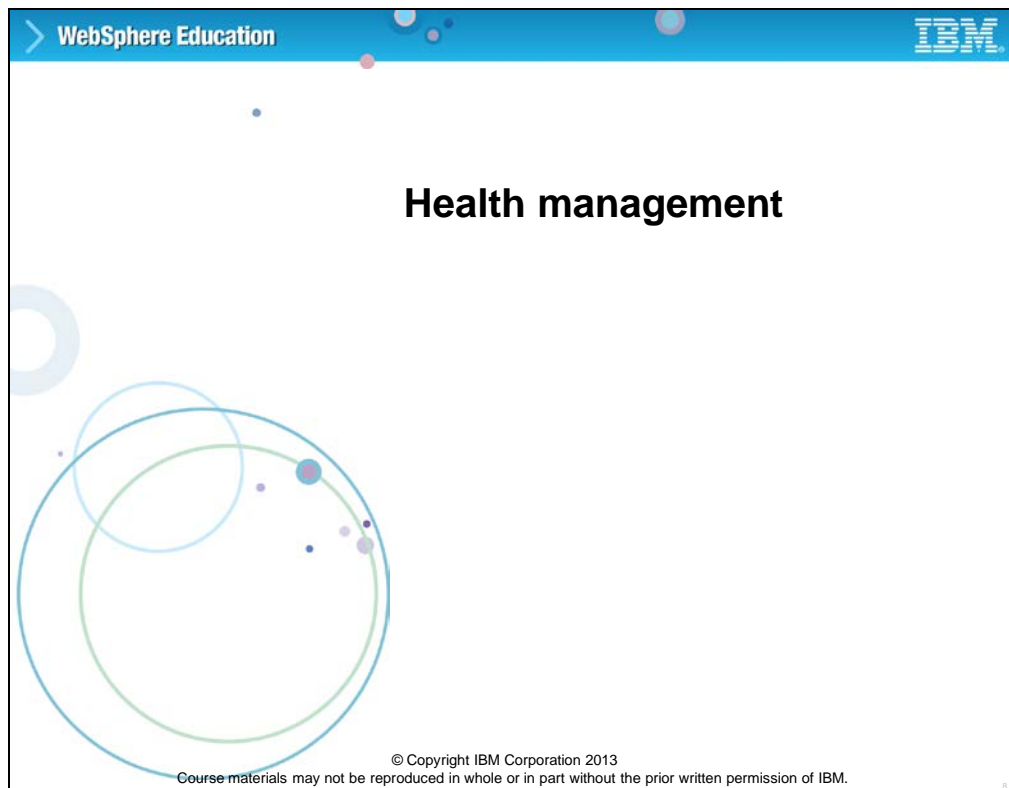 WebSphere Education
IBM®
Health management
© Copyright IBM Corporation 2013
Course materials may not be reproduced in whole or in part without the prior written permission of IBM.